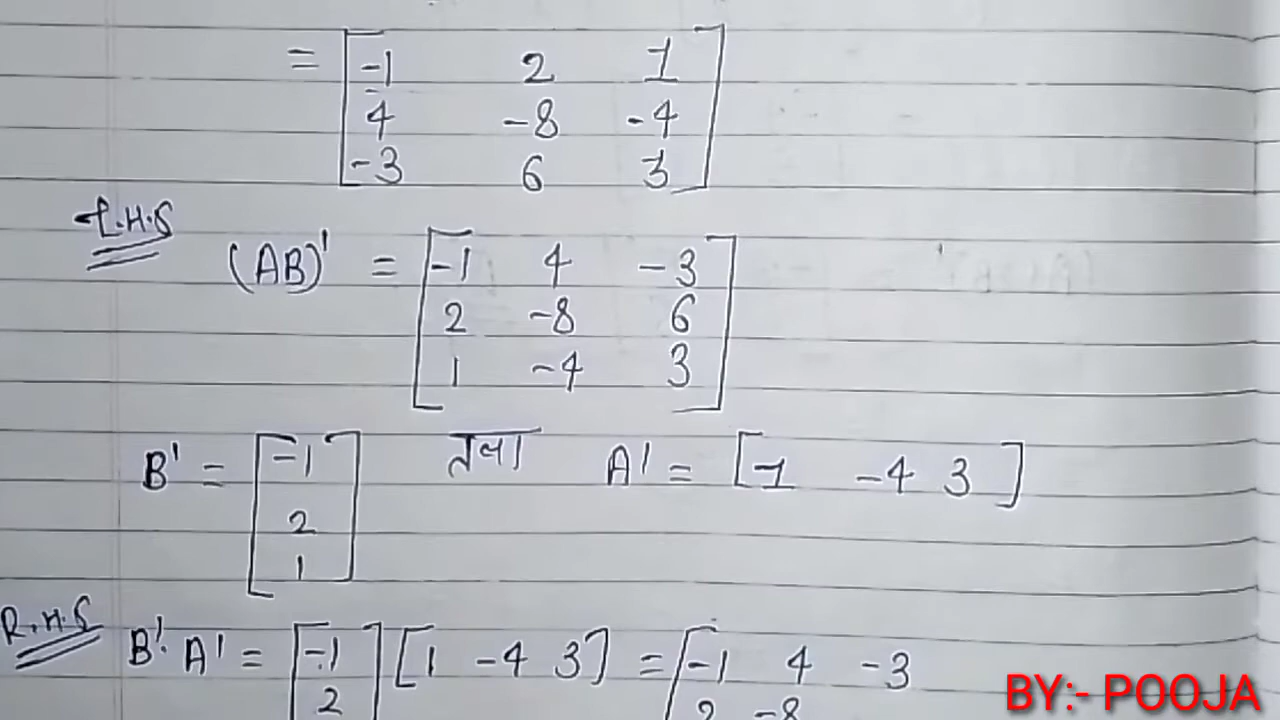 = [-1 2 1
4 -8 -4
-3 6 3]
L.H.S
(AB)' = [-1 4 -3
2 -8 6
1 -4 3]
B' = [-1 तथा A' = [1 -4 3]
2
1]
R.H.S
B'. A' = [-1 [1 -4 3] = [-1 4 -3
2 2 -8
BY:- POOJA